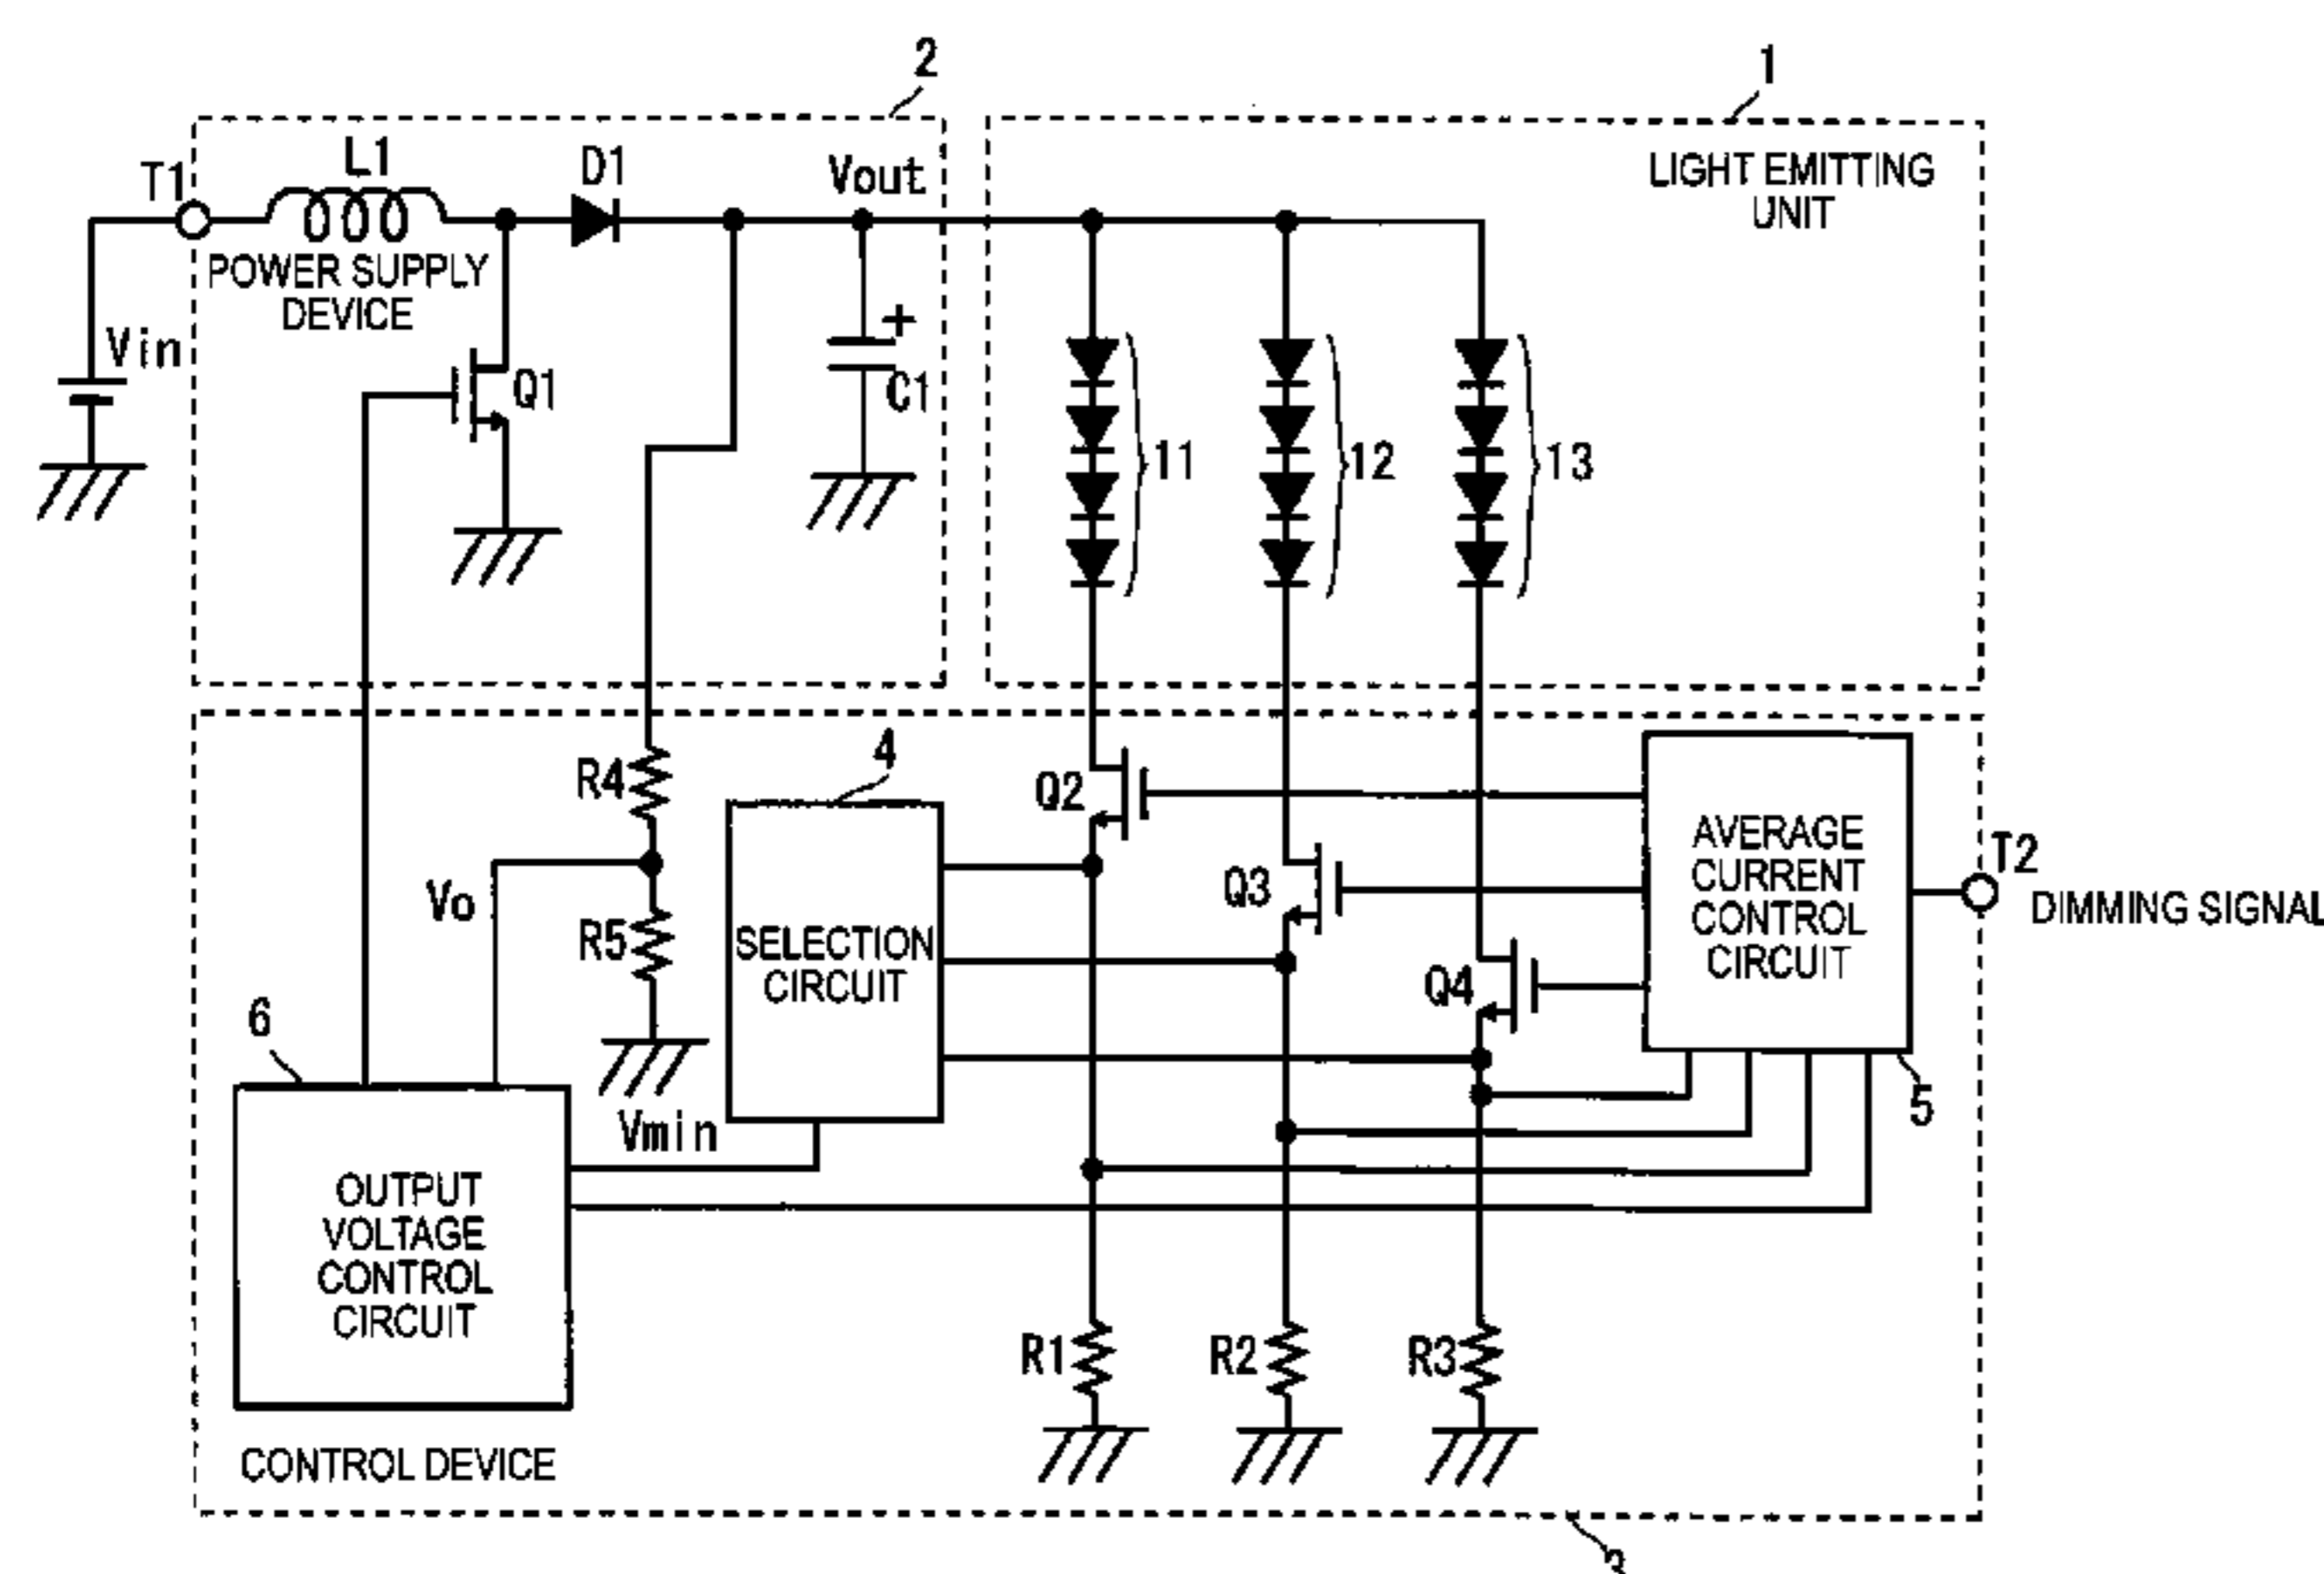 2
1
T1
L1
D1
Vout
LIGHT EMITTING
UNIT
POWER SUPPLY
DEVICE
Vin
+
Q1
C1
11
12
13
4
R4
Q2
AVERAGE
CURRENT
CONTROL
CIRCUIT
T2
DIMMING SIGNAL
Vo
Q3
R5
SELECTION
CIRCUIT
Q4
6
5
Vmin
OUTPUT
VOLTAGE
CONTROL
CIRCUIT
R1
R2
R3
CONTROL DEVICE
3